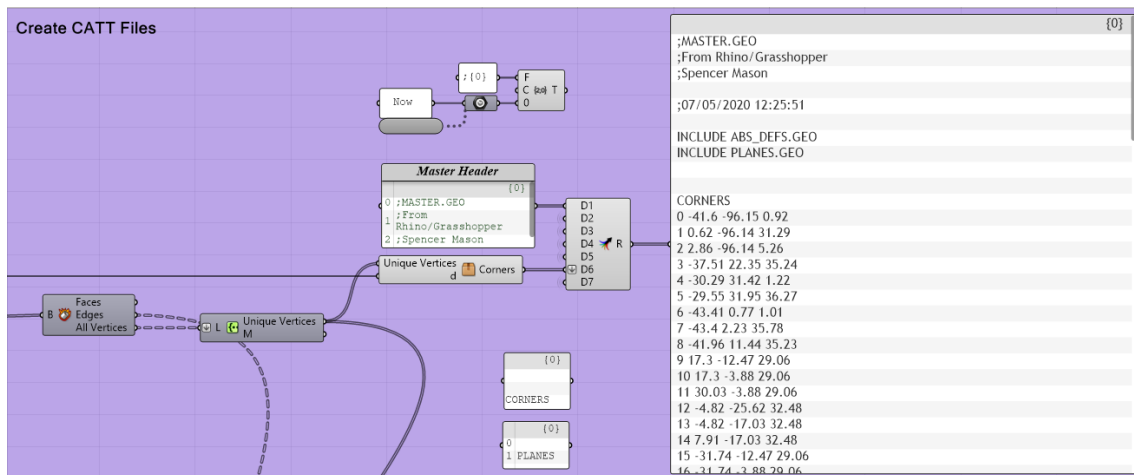 Create CATT Files
;{0}
F
C {2;0} T
0
Now
Master Header
{0}
0 ;MASTER.GEO
1 ;From Rhino/Grasshopper
2 ;Spencer Mason
D1
D2
D3
D4 R
D5
D6
D7
Unique Vertices
d Corners
Faces
B Edges
All Vertices
L Unique Vertices
M
{0}
CORNERS
{0}
0
1 PLANES
{0}
;MASTER.GEO
;From Rhino/Grasshopper
;Spencer Mason
;07/05/2020 12:25:51
INCLUDE ABS_DEFS.GEO
INCLUDE PLANES.GEO
CORNERS
0 -41.6 -96.15 0.92
1 0.62 -96.14 31.29
2 2.86 -96.14 5.26
3 -37.51 22.35 35.24
4 -30.29 31.42 1.22
5 -29.55 31.95 36.27
6 -43.41 0.77 1.01
7 -43.4 2.23 35.78
8 -41.96 11.44 35.23
9 17.3 -12.47 29.06
10 17.3 -3.88 29.06
11 30.03 -3.88 29.06
12 -4.82 -25.62 32.48
13 -4.82 -17.03 32.48
14 7.91 -17.03 32.48
15 -31.74 -12.47 29.06
16 -31.74 -3.88 29.06